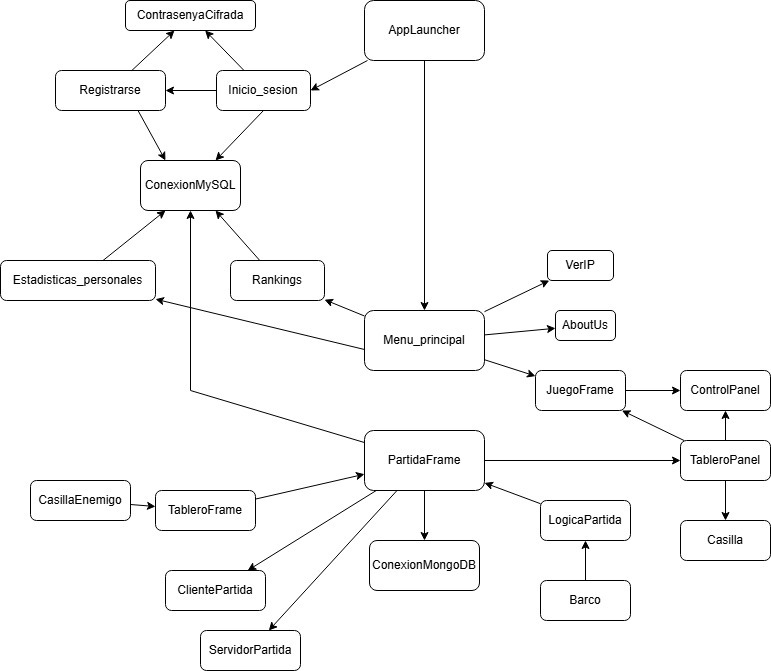 ContrasenyaCifrada
AppLauncher
Registrarse
Inicio_sesion
ConexionMySQL
VerIP
Estadisticas_personales
Rankings
AboutUs
Menu_principal
JuegoFrame
ControlPanel
PartidaFrame
TableroPanel
CasillaEnemigo
TableroFrame
LogicaPartida
Casilla
ConexionMongoDB
ClientePartida
Barco
ServidorPartida